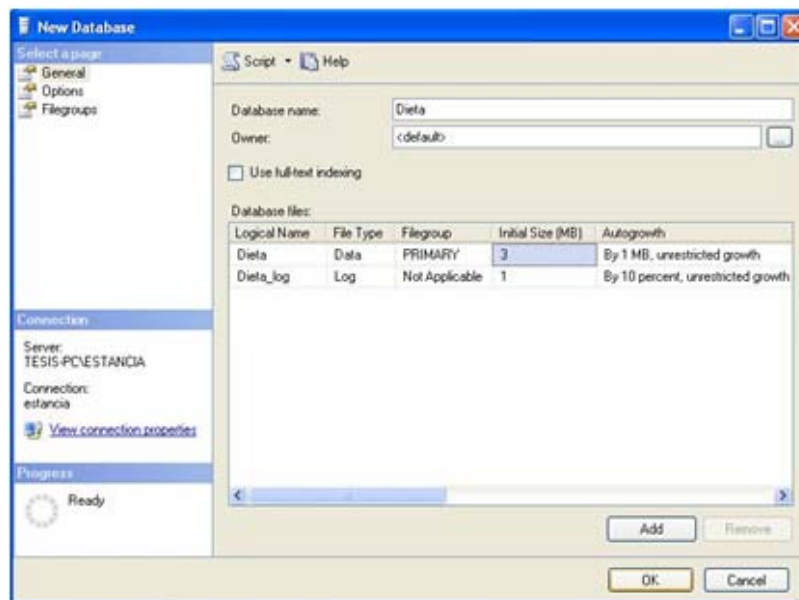 New Database
Select a page
General
Options
Filegroups
Script
Help
Database name:
Dieta
Owner:
<default>
...
Use full-text indexing
Database files:
Logical Name File Type Filegroup Initial Size (MB) Autogrowth
Dieta Data PRIMARY 3 By 1 MB, unrestricted growth
Dieta_log Log Not Applicable 1 By 10 percent, unrestricted growth
Connection
Server:
TESIS-PC\ESTANCIA
Connection:
estancia
View connection properties
Progress
Ready
Add
Remove
OK
Cancel